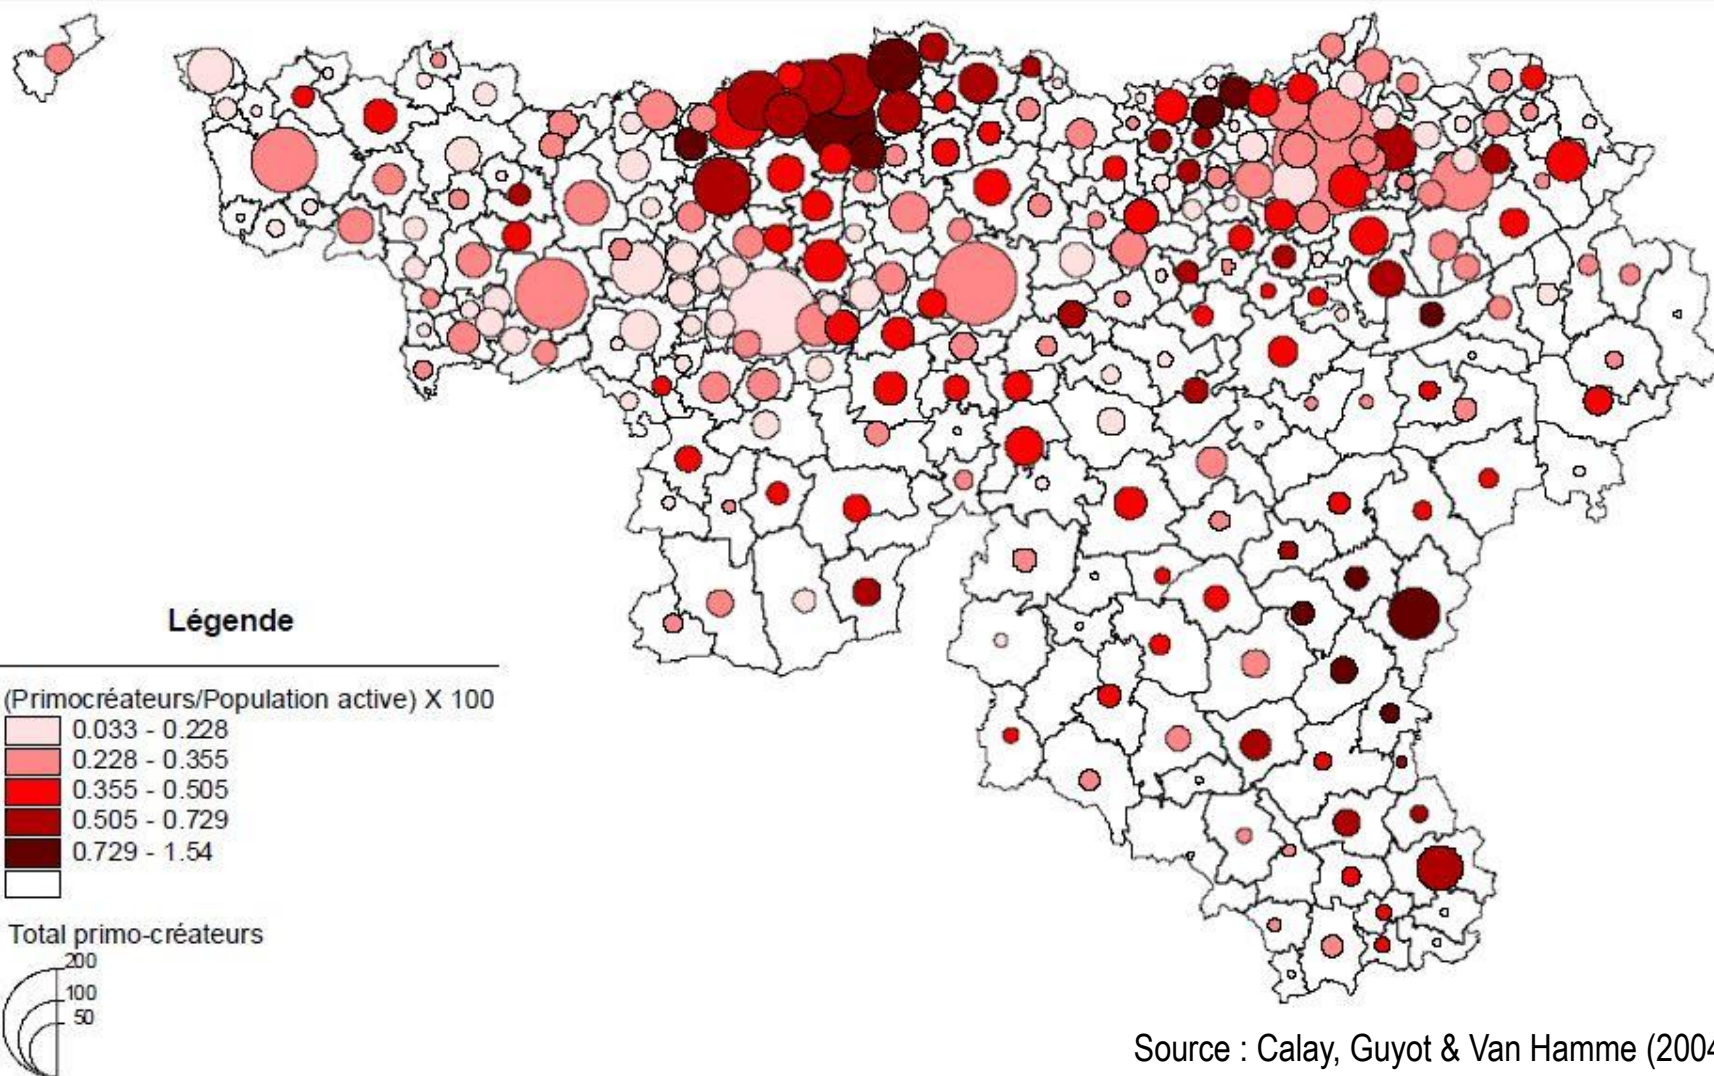 Légende
(Primocréateurs/Population active) X 100
0.033 - 0.228
0.228 - 0.355
0.355 - 0.505
0.505 - 0.729
0.729 - 1.54
Total primo-créateurs
200
100
50
Source : Calay, Guyot & Van Hamme (2004